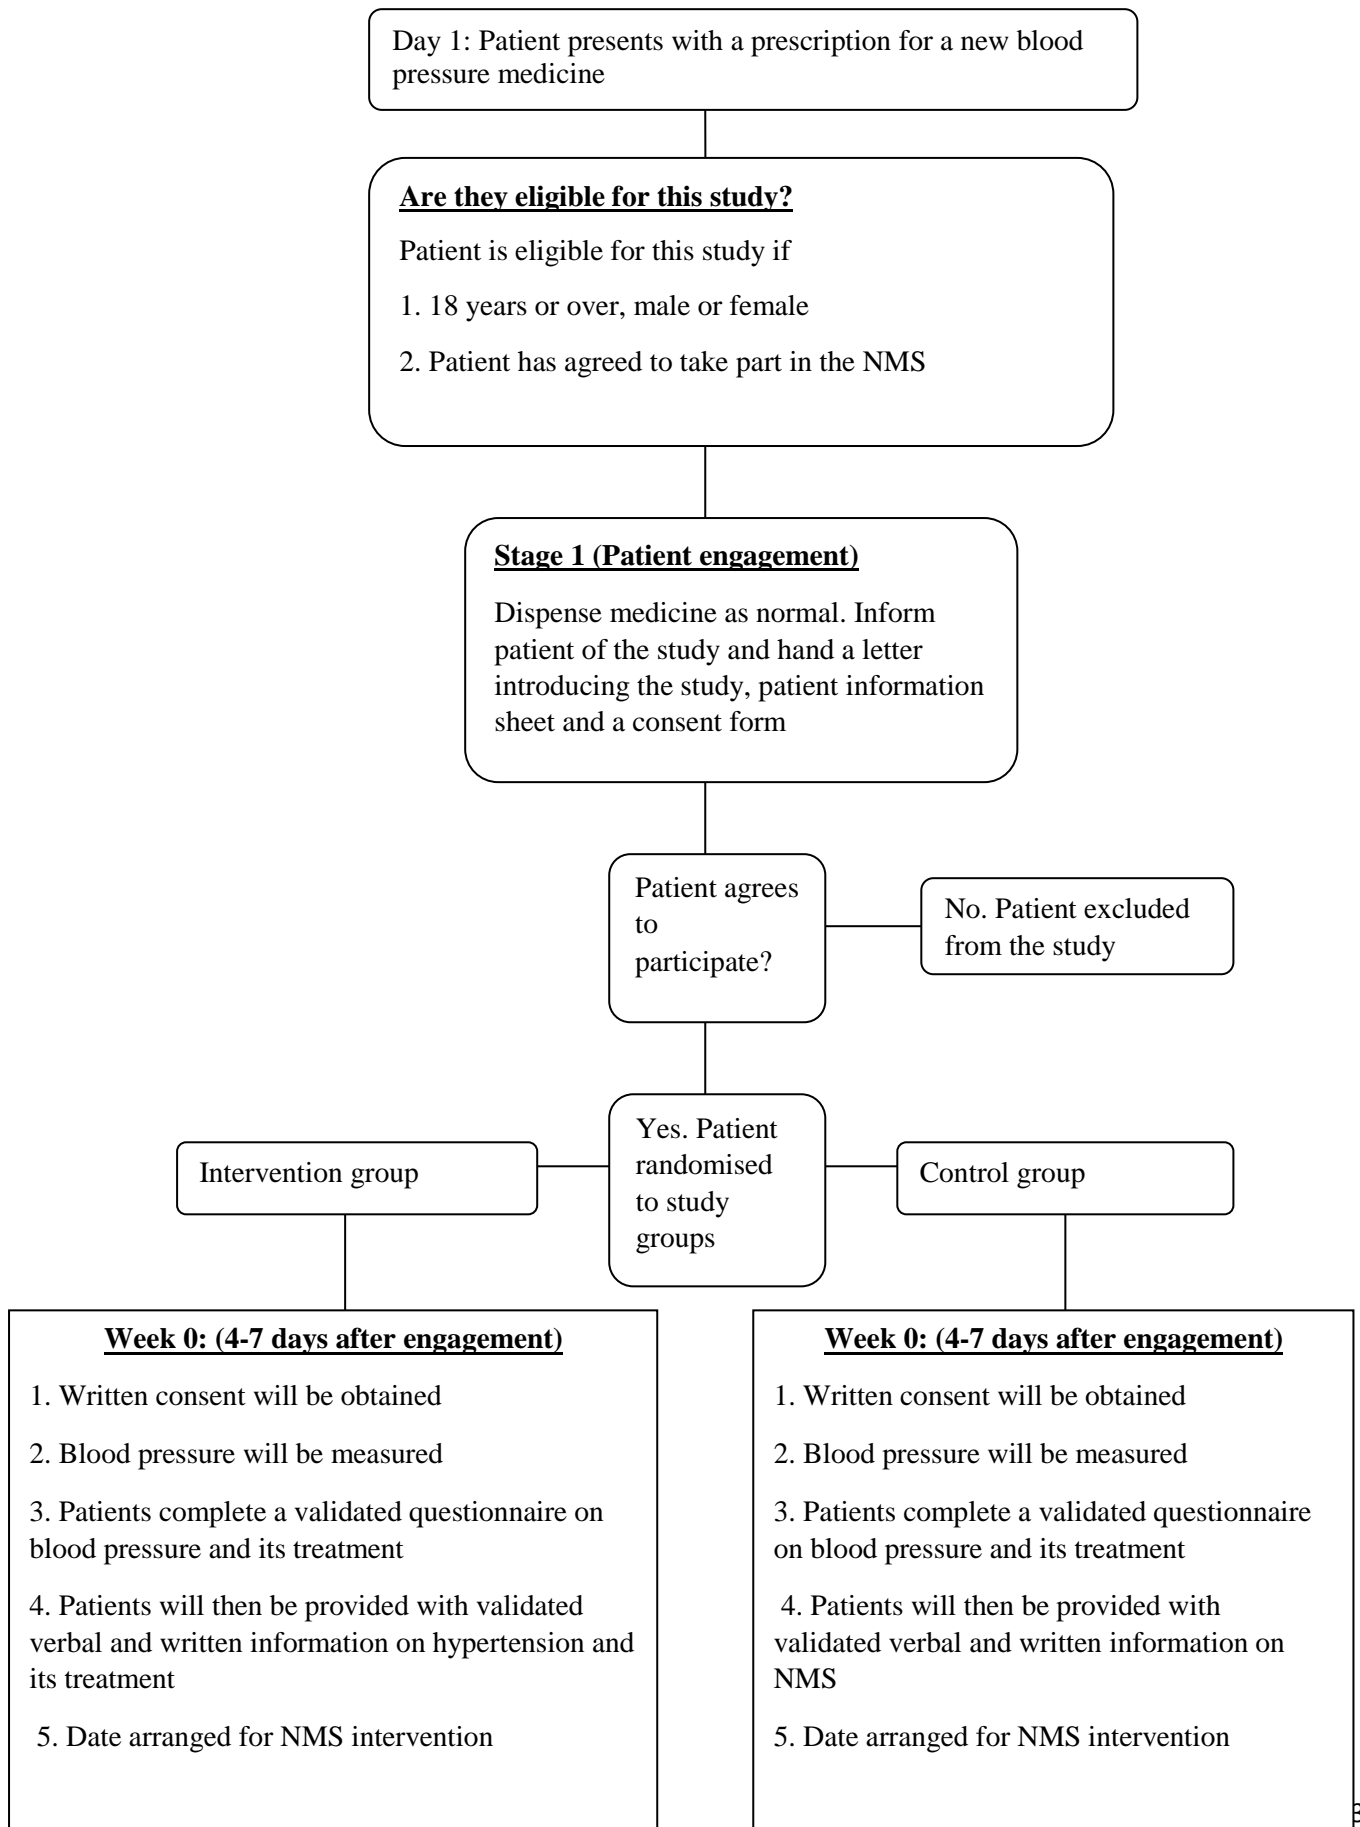 Day 1: Patient presents with a prescription for a new blood
pressure medicine
Are they eligible for this study?
Patient is eligible for this study if
1. 18 years or over, male or female
2. Patient has agreed to take part in the NMS
Stage 1 (Patient engagement)
Dispense medicine as normal. Inform
patient of the study and hand a letter
introducing the study, patient information
sheet and a consent form
Patient agrees
to
participate?
No. Patient excluded
from the study
Yes. Patient
randomised
to study
groups
Intervention group
Control group
Week 0: (4-7 days after engagement)
1. Written consent will be obtained
2. Blood pressure will be measured
3. Patients complete a validated questionnaire on
blood pressure and its treatment
4. Patients will then be provided with validated
verbal and written information on hypertension and
its treatment
5. Date arranged for NMS intervention
Week 0: (4-7 days after engagement)
1. Written consent will be obtained
2. Blood pressure will be measured
3. Patients complete a validated questionnaire
on blood pressure and its treatment
4. Patients will then be provided with
validated verbal and written information on
NMS
5. Date arranged for NMS intervention